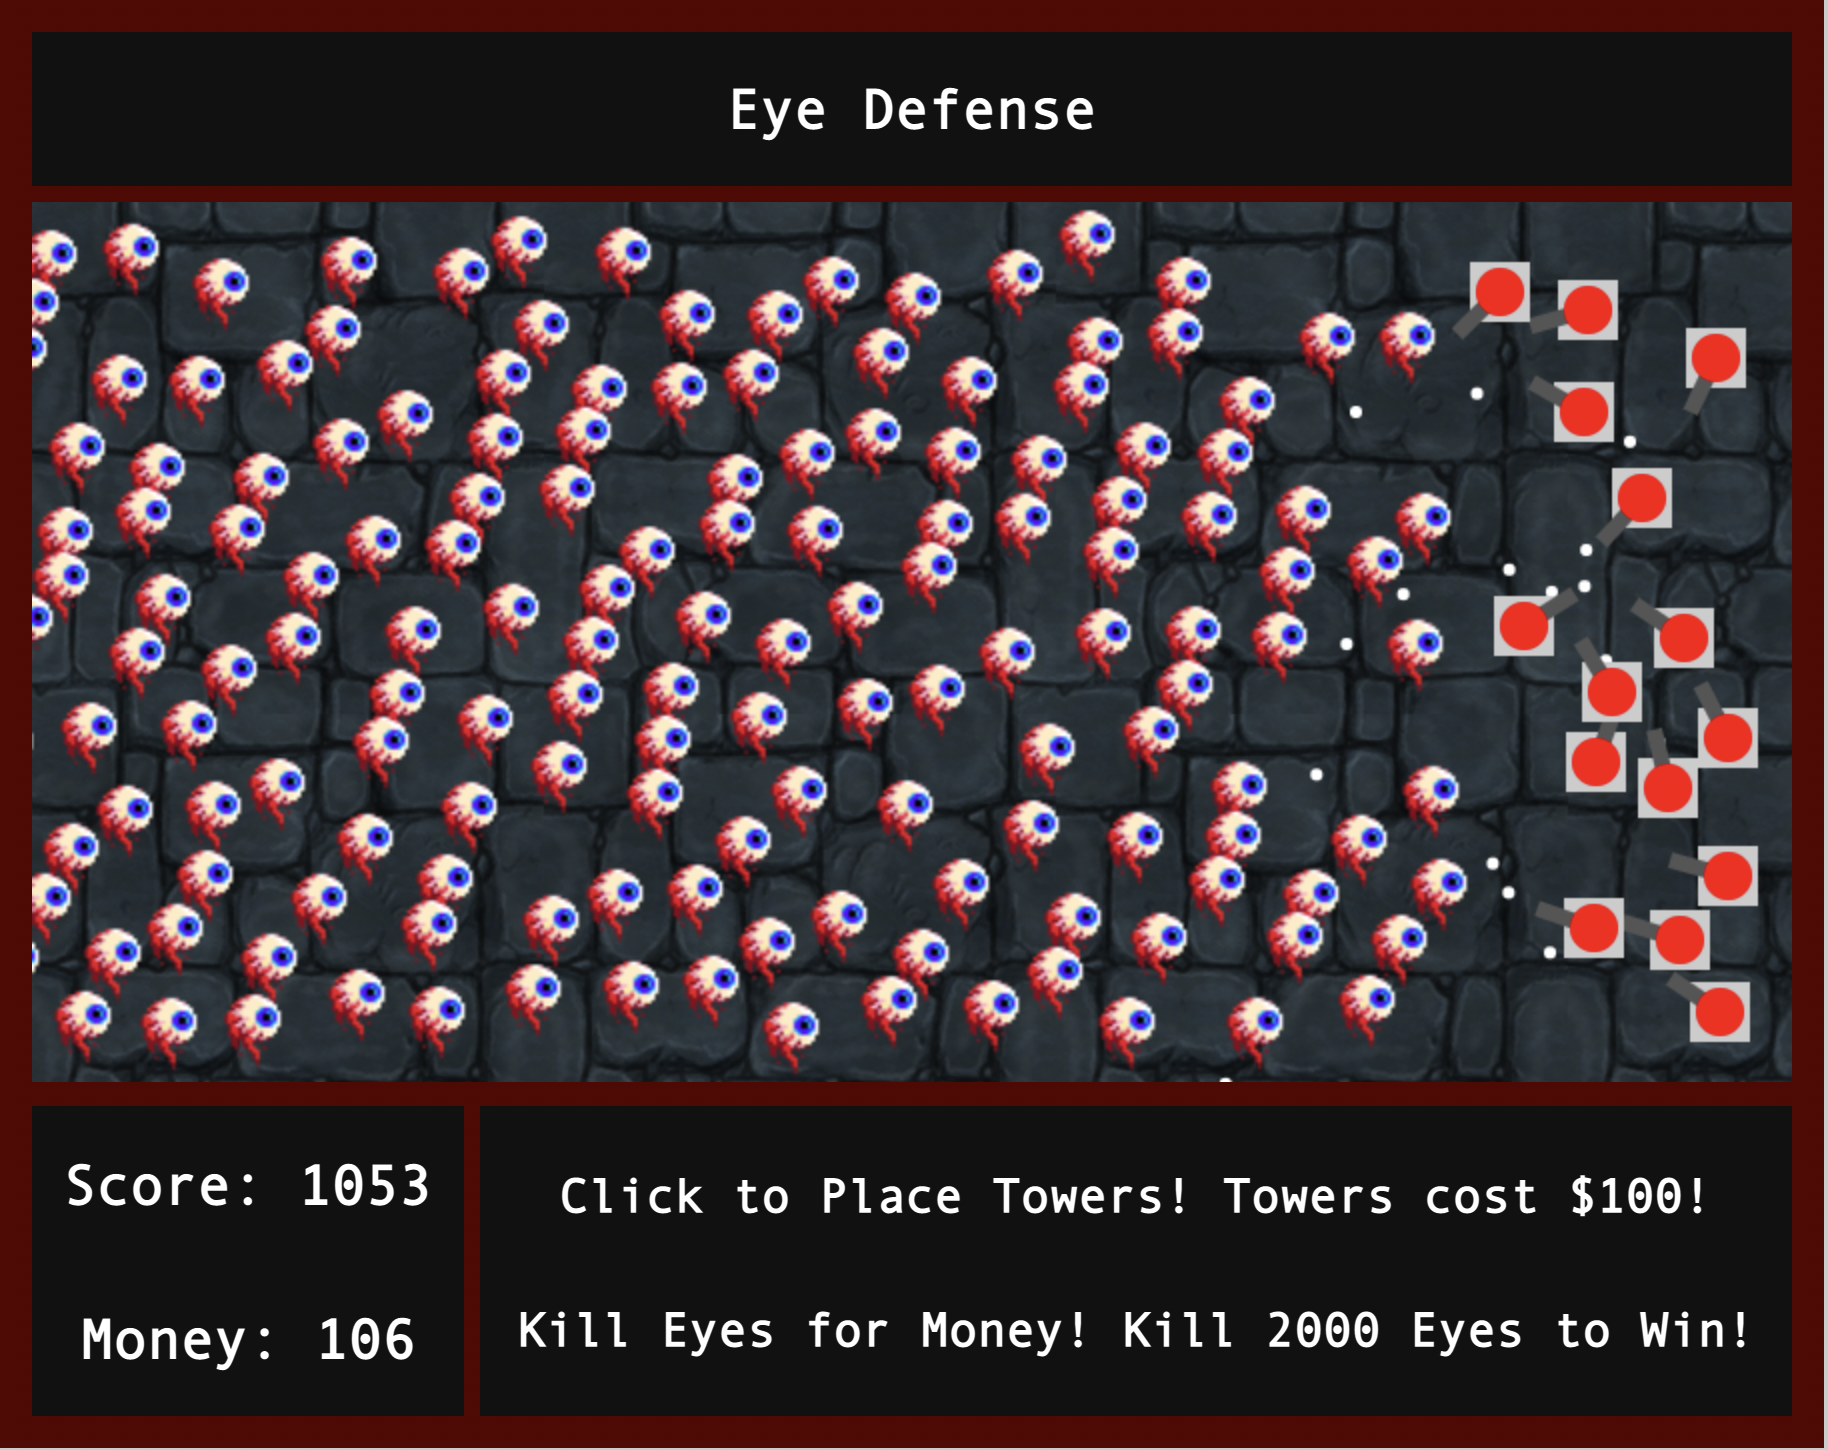 Eye Defense
Score: 1053
Money: 106
Click to Place Towers! Towers cost $100!
Kill Eyes for Money! Kill 2000 Eyes to Win!